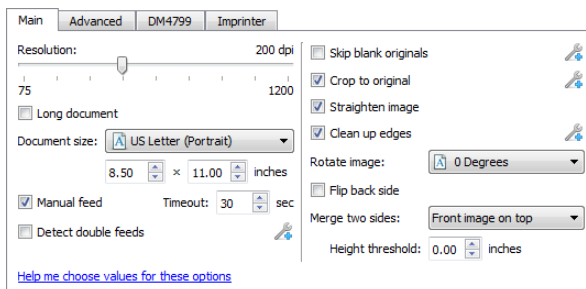 Main Advanced DM4799 Imprinter
Resolution: 200 dpi
75 1200
Long document
Document size: A US Letter (Portrait)
8.50 × 11.00 inches
Manual feed Timeout: 30 sec
Detect double feeds
Help me choose values for these options
Skip blank originals
Crop to original
Straighten image
Clean up edges
Rotate image: A 0 Degrees
Flip back side
Merge two sides: Front image on top
Height threshold: 0.00 inches